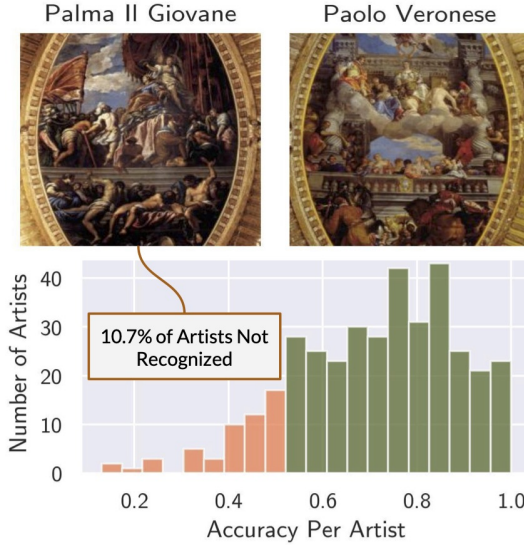 Palma Il Giovane
Paolo Veronese
Number of Artists
40
30
20
10
0
10.7% of Artists Not
Recognized
0.2
0.4
0.6
0.8
1.0
Accuracy Per Artist